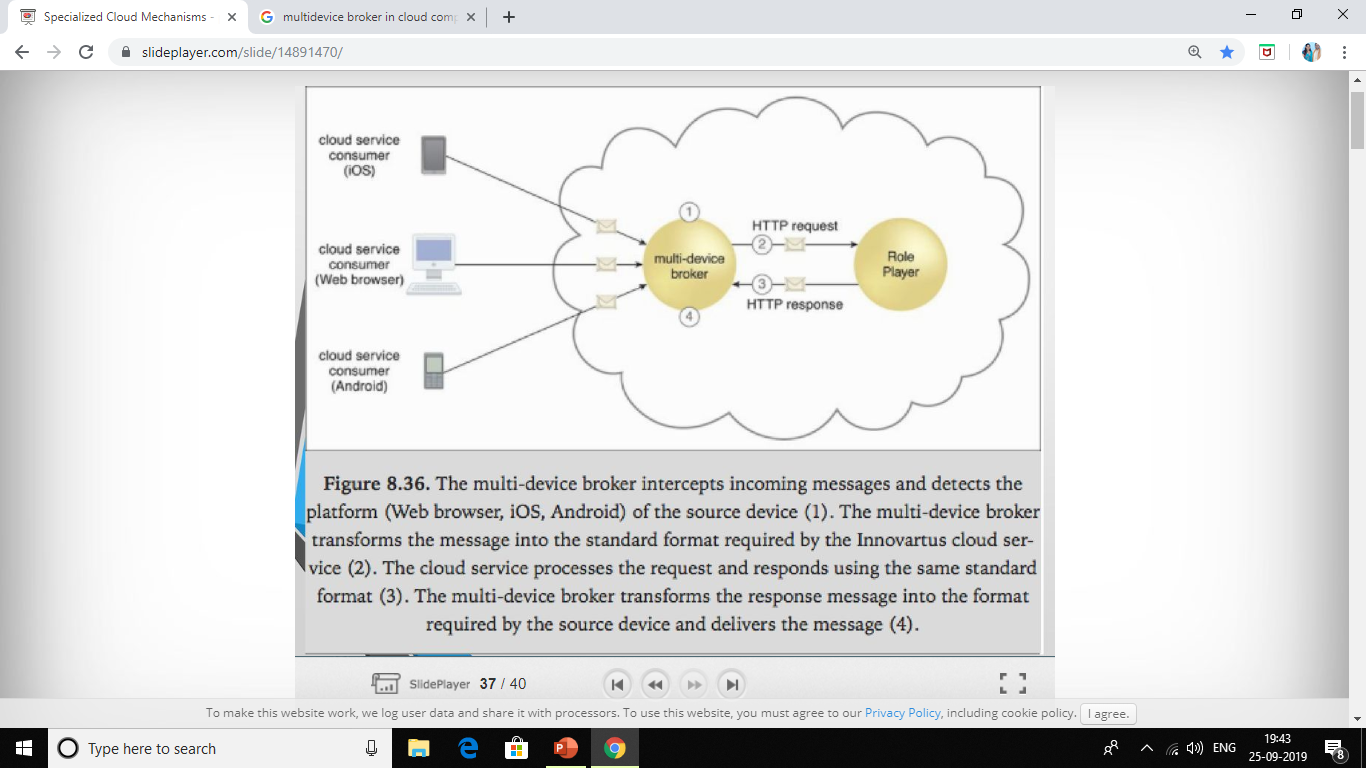 Specialized Cloud Mechanisms -
multidevice broker in cloud comp
slideplayer.com/slide/14891470/
cloud service
consumer
(iOS)
cloud service
consumer
(Web browser)
cloud service
consumer
(Android)
1
multi-device
broker
4
HTTP request
2
3
HTTP response
Role
Player
Figure 8.36. The multi-device broker intercepts incoming messages and detects the
platform (Web browser, iOS, Android) of the source device (1). The multi-device broker
transforms the message into the standard format required by the Innovartus cloud ser-
vice (2). The cloud service processes the request and responds using the same standard
format (3). The multi-device broker transforms the response message into the format
required by the source device and delivers the message (4).
SlidePlayer 37 / 40
To make this website work, we log user data and share it with processors. To use this website, you must agree to our Privacy Policy, including cookie policy. I agree.
Type here to search
ENG
19:43
25-09-2019
8